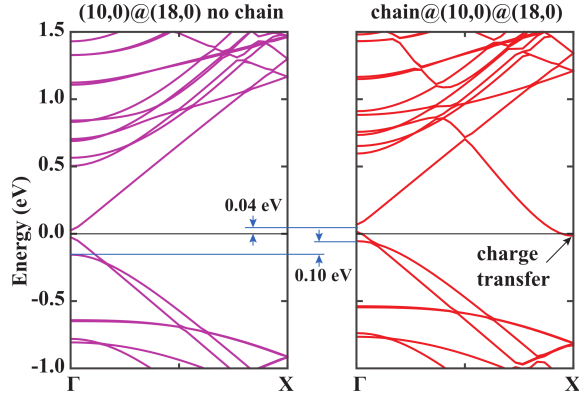 (10,0)@(18,0) no chain
chain@(10,0)@(18,0)
Energy (eV)
1.5
1.0
0.5
0.0
-0.5
-1.0
0.04 eV
0.10 eV
charge
transfer
Γ
X
Γ
X